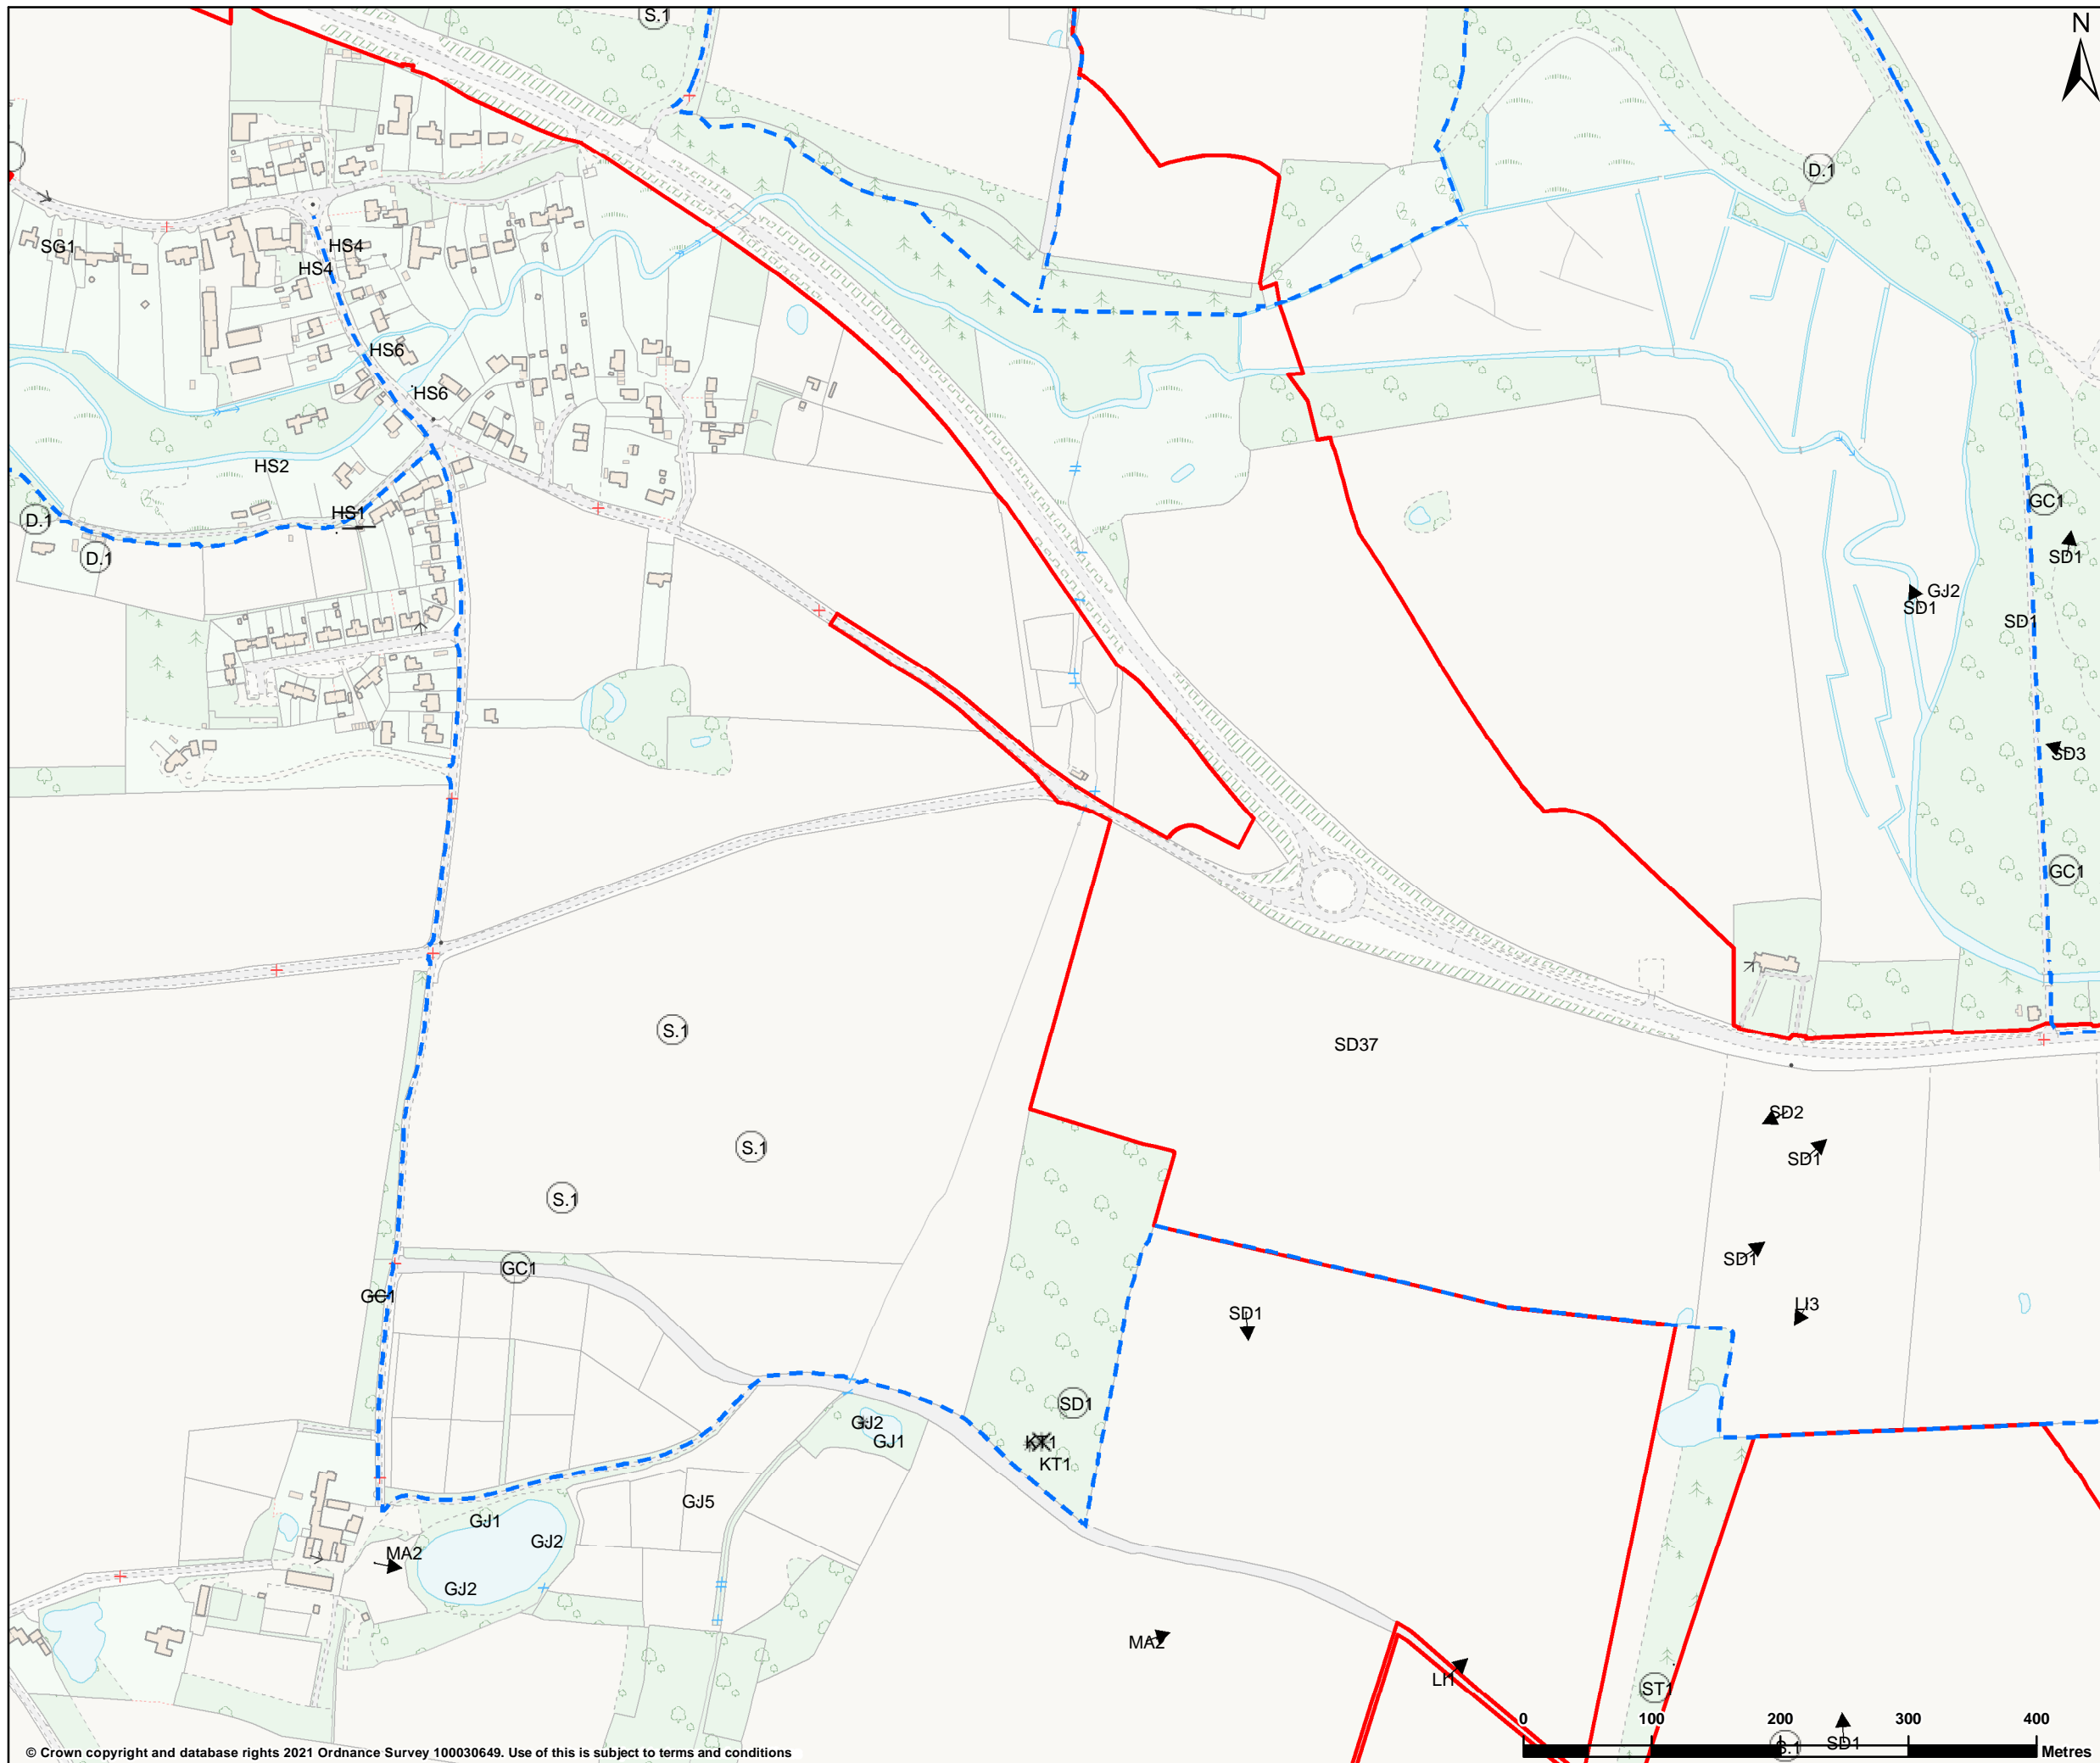 S.1
N
D.1
SG1
HS4
HS4
HS6
HS6
HS2
HS1
D.1
D.1
GC1
SD1
GJ2
SD1
SD1
SD3
GC1
S.1
SD37
SD2
S.1
SD1
S.1
SD1
GC1
GC1
LI3
SD1
SD1
GJ2
GJ1
KT1
KT1
GJ5
GJ1
GJ2
MA2
GJ2
MA2
LI1
ST1
0 100 200 300 400
S.1
SD1
Metres
© Crown copyright and database rights 2021 Ordnance Survey 100030649. Use of this is subject to terms and conditions